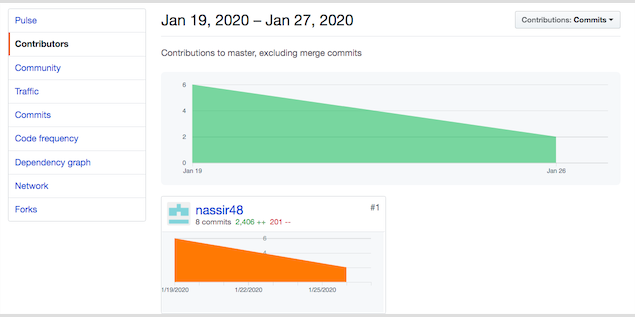 Pulse
Contributors
Community
Traffic
Commits
Code frequency
Dependency graph
Network
Forks
Jan 19, 2020 – Jan 27, 2020
Contributions: Commits
Contributions to master, excluding merge commits
6
4
2
0
Jan 19
Jan 26
nassir48
#1
8 commits 2,406 ++ 201 --
6
4
1/19/2020
1/22/2020
1/25/2020